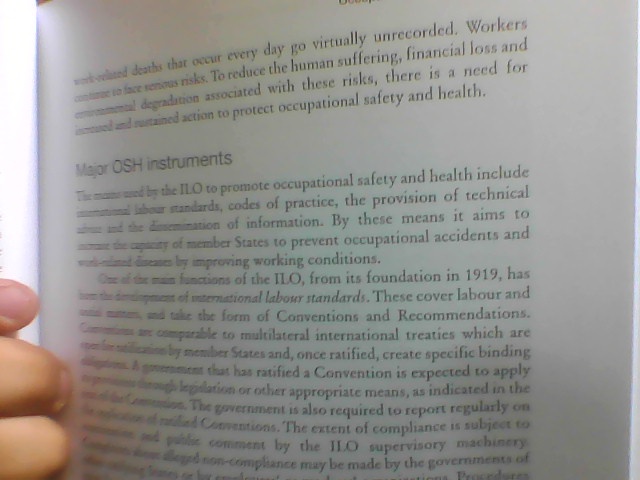 Occupa
work-related deaths that occur every day go virtually unrecorded. Workers
continue to face serious risks. To reduce the human suffering, financial loss and
environmental degradation associated with these risks, there is a need for
increased and sustained action to protect occupational safety and health.
Major OSH instruments
The means used by the ILO to promote occupational safety and health include
international labour standards, codes of practice, the provision of technical
advice and the dissemination of information. By these means it aims to
increase the capacity of member States to prevent occupational accidents and
work-related diseases by improving working conditions.
One of the main functions of the ILO, from its foundation in 1919, has
been the development of international labour standards. These cover labour and
social matters, and take the form of Conventions and Recommendations.
Conventions are comparable to multilateral international treaties which are
open for ratification by member States and, once ratified, create specific binding
obligations. A government that has ratified a Convention is expected to apply
its provisions through legislation or other appropriate means, as indicated in the
text of the Convention. The government is also required to report regularly on
the application of ratified Conventions. The extent of compliance is subject to
and public comment by the ILO supervisory machinery.
Complaints about alleged non-compliance may be made by the governments of
or by Procedures